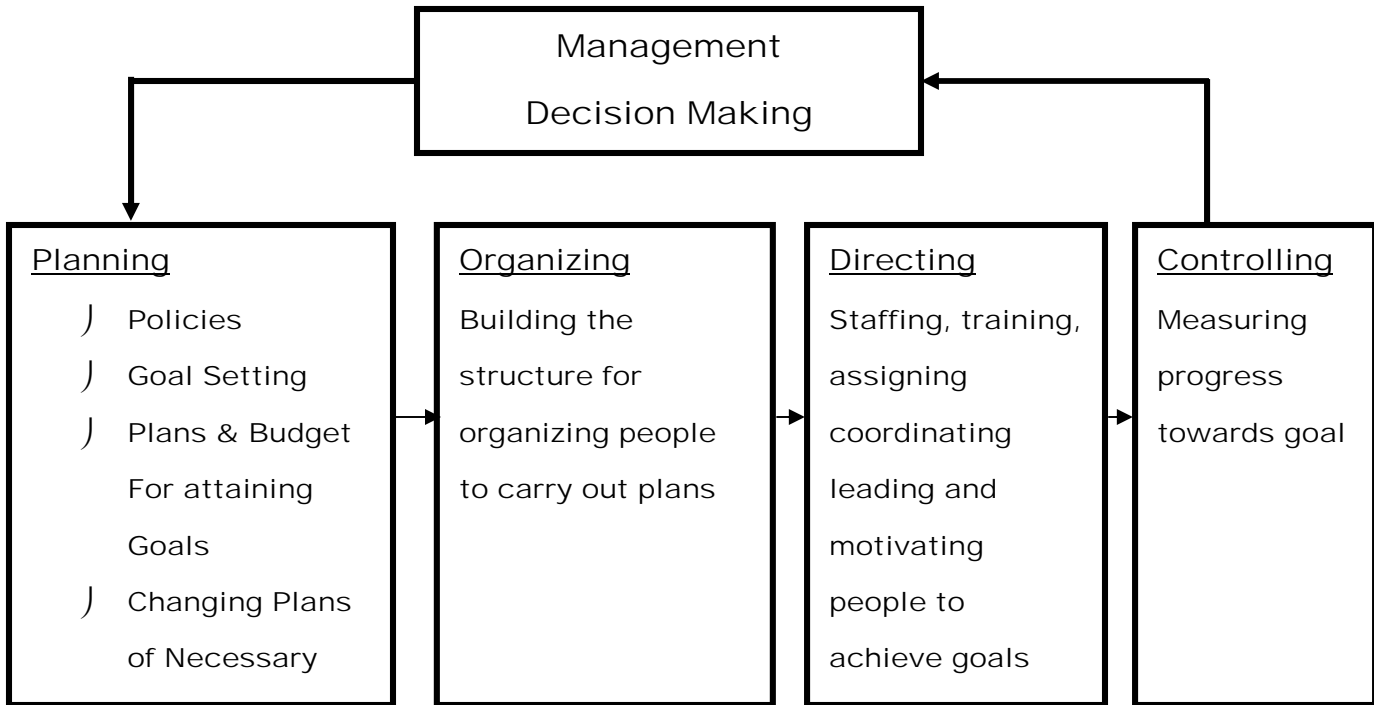 Management
Decision Making
Planning
Policies
Goal Setting
Plans & Budget
For attaining
Goals
Changing Plans
of Necessary
Organizing
Building the
structure for
organizing people
to carry out plans
Directing
Staffing, training,
assigning
coordinating
leading and
motivating
people to
achieve goals
Controlling
Measuring
progress
towards goal